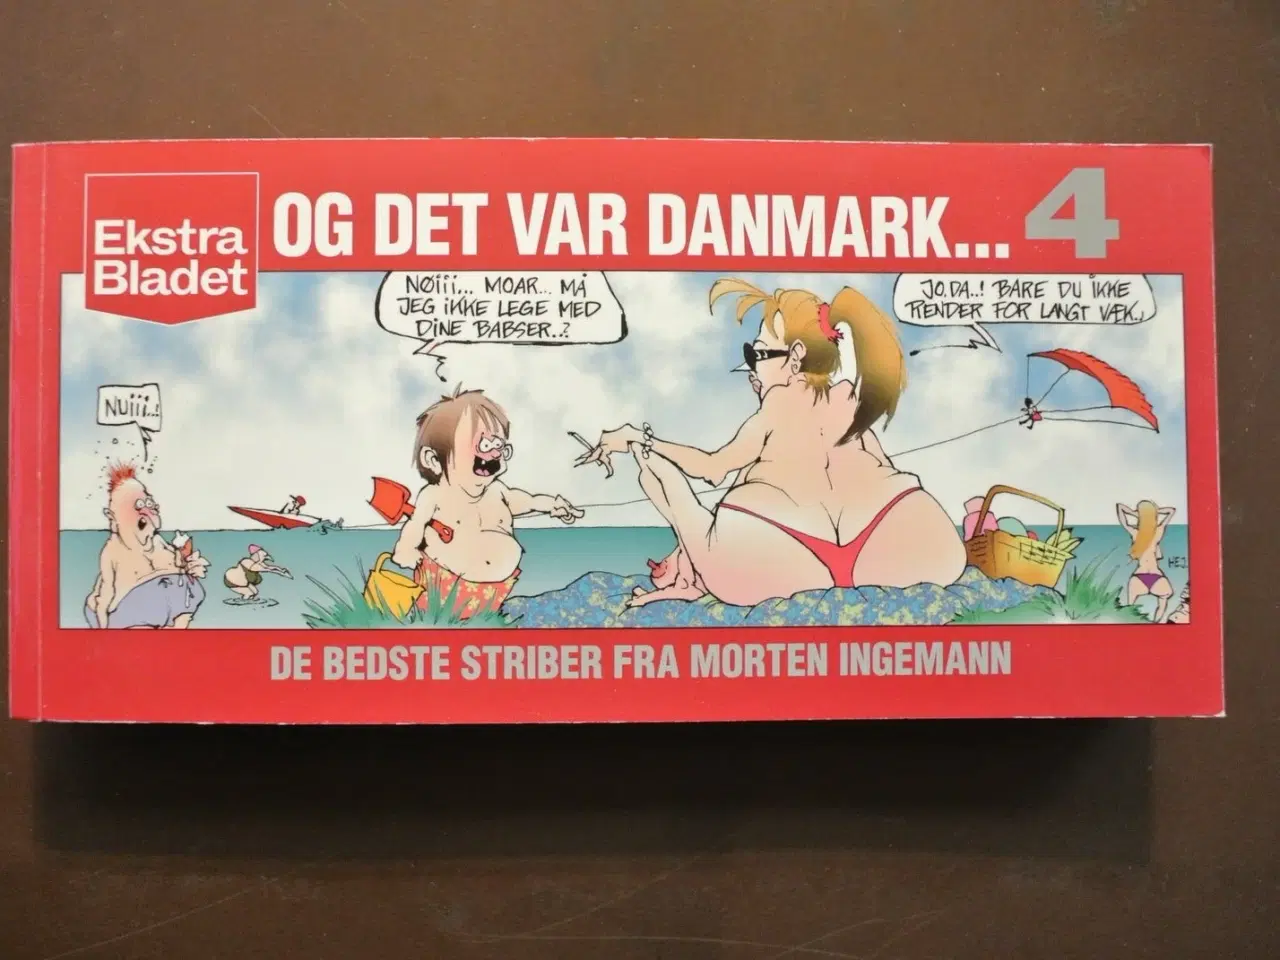 Ekstra
Bladet
OG DET VAR DANMARK... 4
NØiii... MOAR... MÅ
JEG iKKE LEGE MED
DiNE BABSER..?
JO.DA..! BARE DU iKKE
RENDER FOR LANGT VÆK..
NUiii..!
HEJ.
DE BEDSTE STRIBER FRA MORTEN INGEMANN